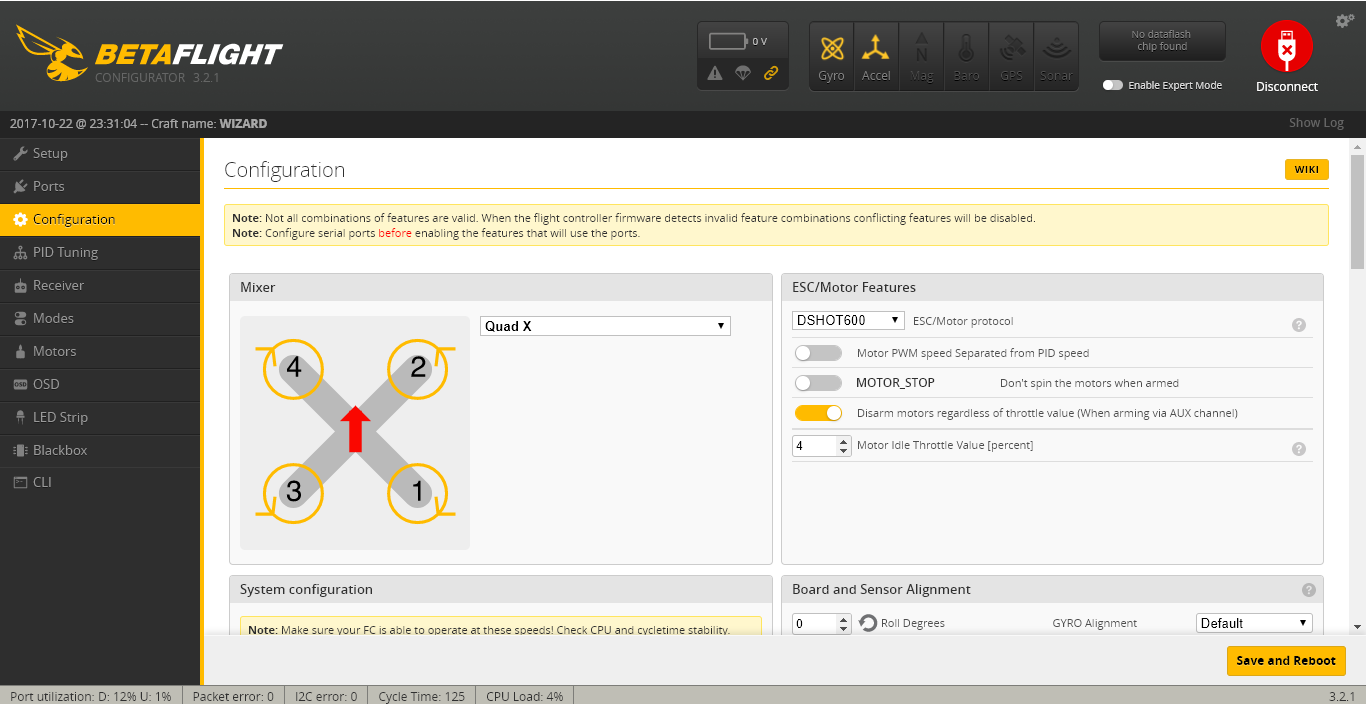 BETAFLIGHT
CONFIGURATOR 3.2.1
0 V
Gyro
Accel
Mag
Baro
GPS
Sonar
No dataflash
chip found
Enable Expert Mode
Disconnect
2017-10-22 @ 23:31:04 -- Craft name: WIZARD
Show Log
Setup
Ports
Configuration
PID Tuning
Receiver
Modes
Motors
OSD
LED Strip
Blackbox
CLI
Configuration
WIKI
Note: Not all combinations of features are valid. When the flight controller firmware detects invalid feature combinations conflicting features will be disabled.
Note: Configure serial ports before enabling the features that will use the ports.
Mixer
4
2
3
1
Quad X
ESC/Motor Features
DSHOT600
ESC/Motor protocol
?
Motor PWM speed Separated from PID speed
MOTOR_STOP
Don't spin the motors when armed
Disarm motors regardless of throttle value (When arming via AUX channel)
4
Motor Idle Throttle Value [percent]
?
System configuration
Note: Make sure your FC is able to operate at these speeds! Check CPU and cycletime stability.
Board and Sensor Alignment
?
0
Roll Degrees
GYRO Alignment
Default
Save and Reboot
Port utilization: D: 12% U: 1%
Packet error: 0
I2C error: 0
Cycle Time: 125
CPU Load: 4%
3.2.1